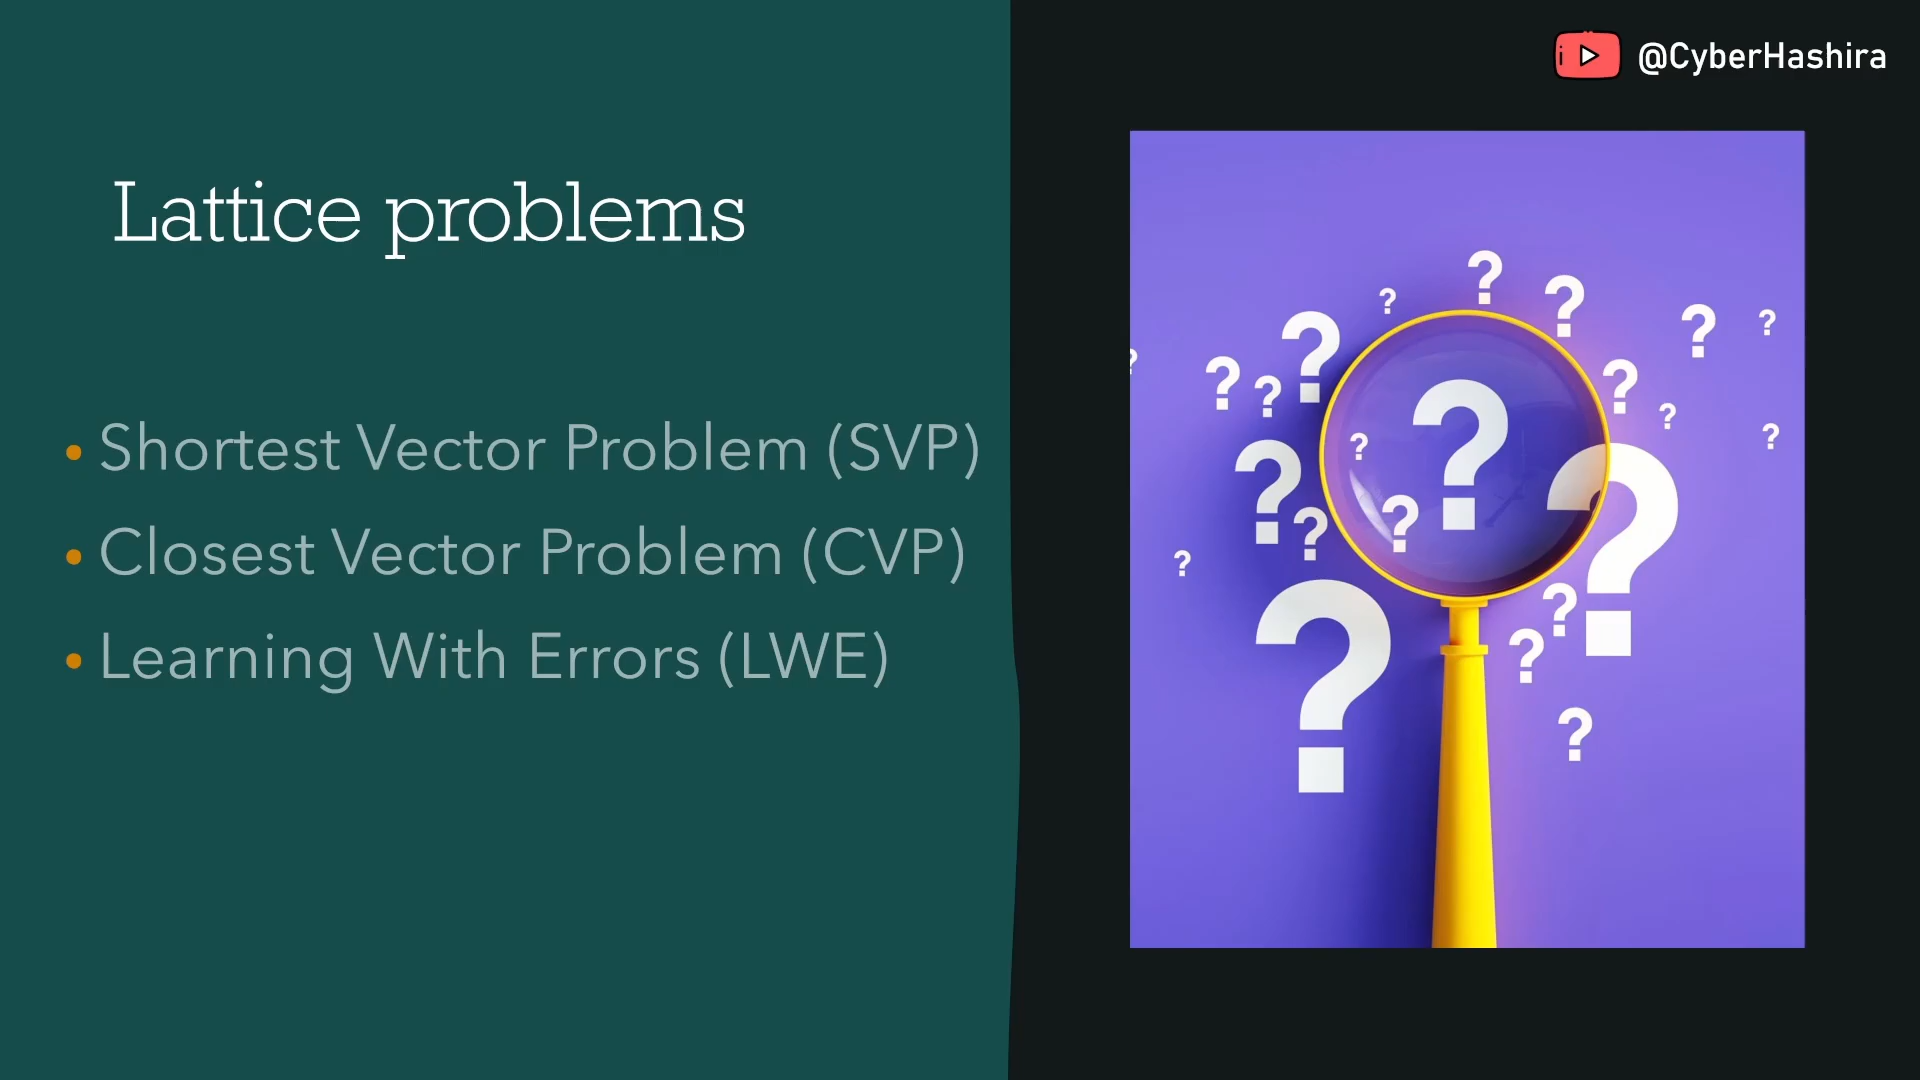 @CyberHashira
Lattice problems
• Shortest Vector Problem (SVP)
• Closest Vector Problem (CVP)
• Learning With Errors (LWE)